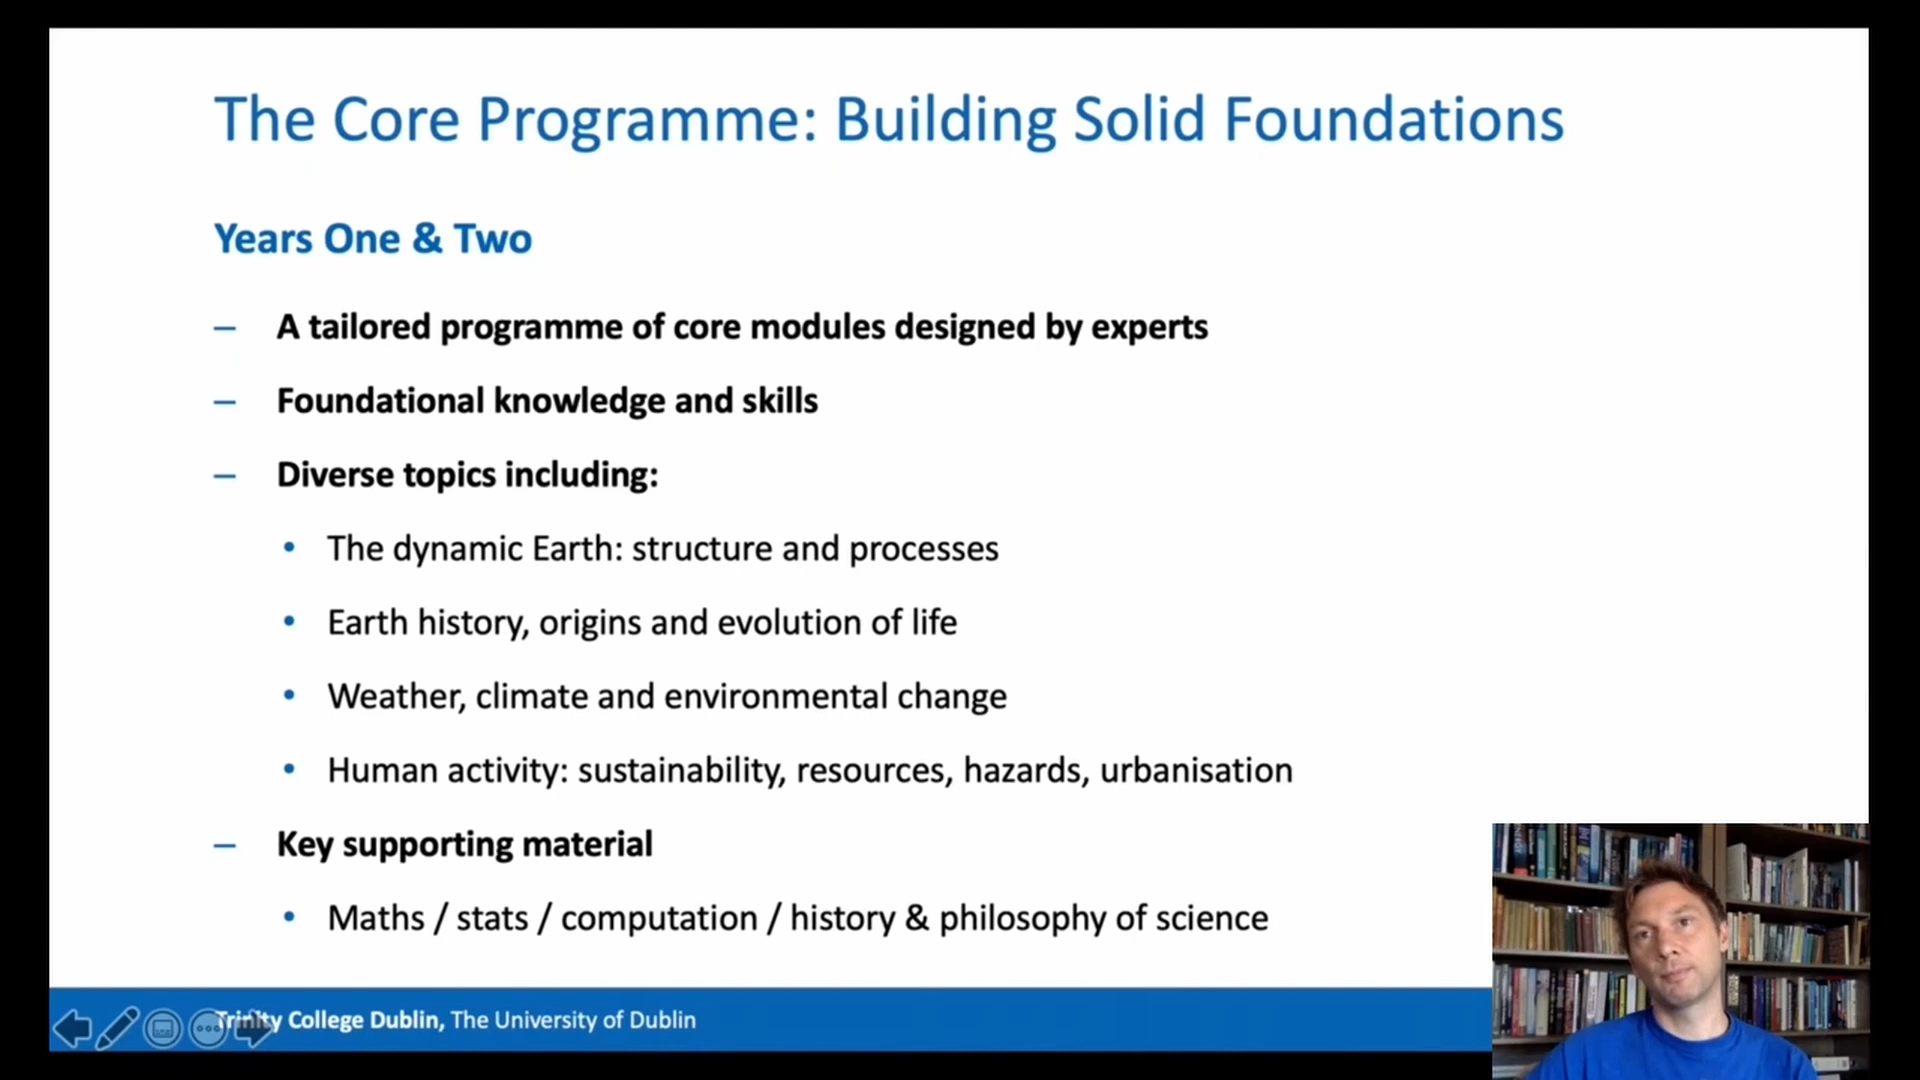 The Core Programme: Building Solid Foundations
Years One & Two
– A tailored programme of core modules designed by experts
– Foundational knowledge and skills
– Diverse topics including:
• The dynamic Earth: structure and processes
• Earth history, origins and evolution of life
• Weather, climate and environmental change
• Human activity: sustainability, resources, hazards, urbanisation
– Key supporting material
• Maths / stats / computation / history & philosophy of science
Trinity College Dublin, The University of Dublin